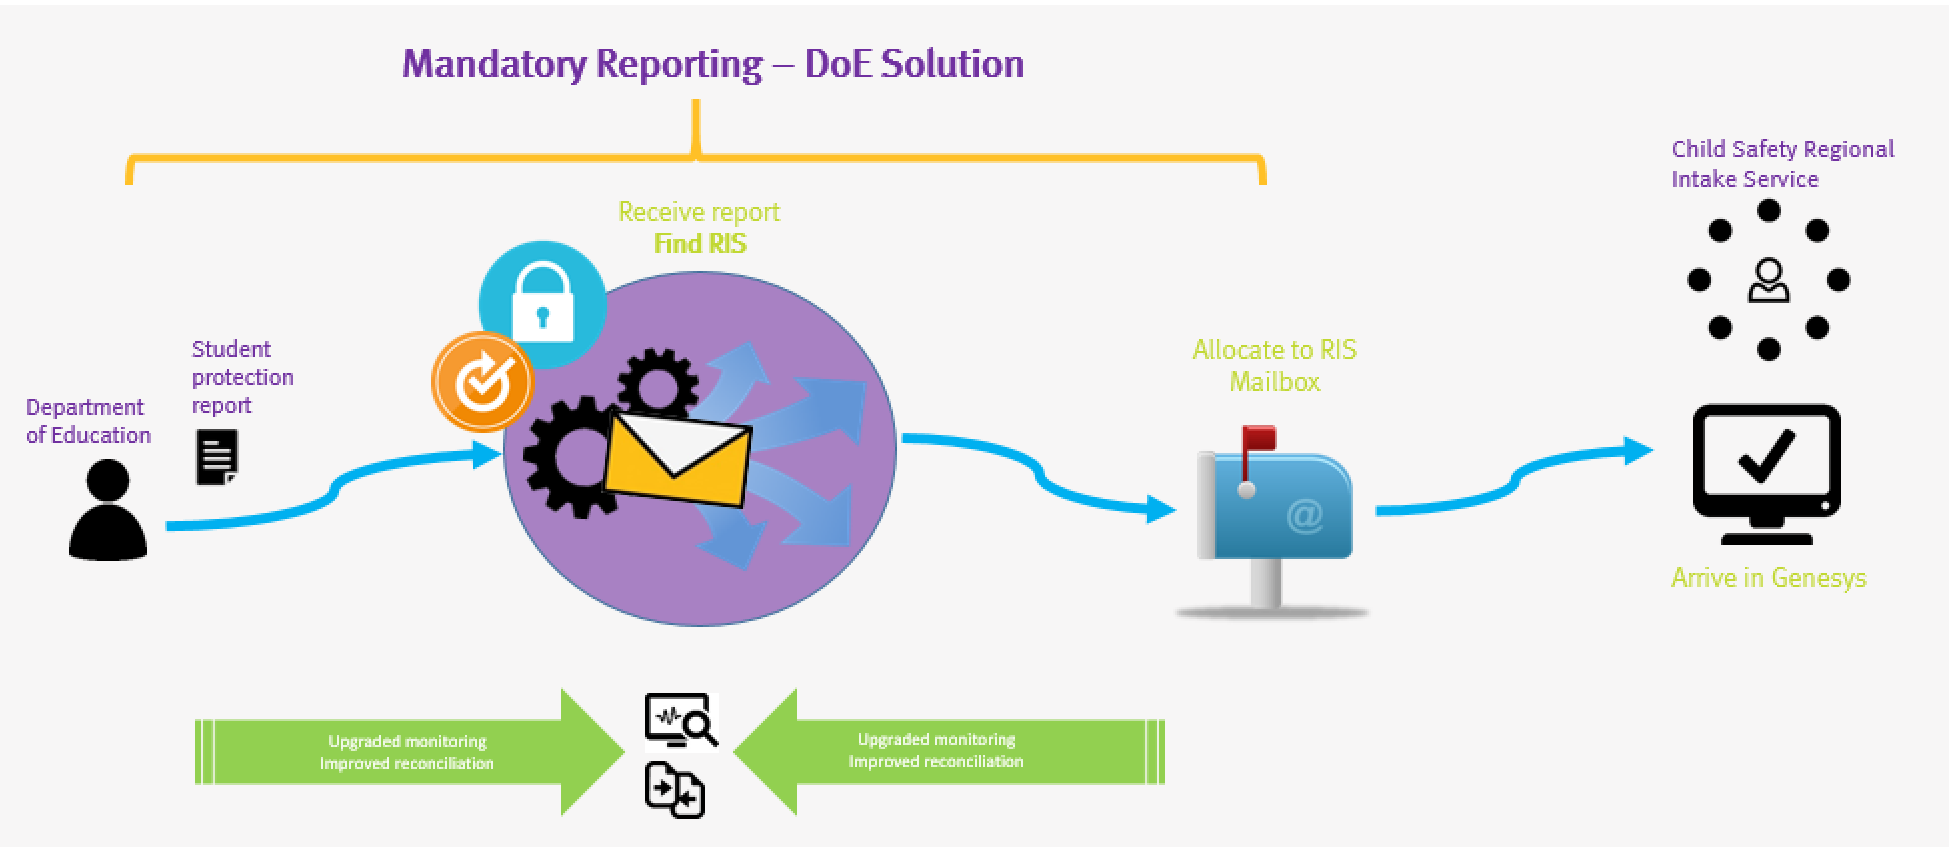 Mandatory Reporting – DoE Solution
Child Safety Regional
Intake Service
Receive report
Find RIS
Student
protection
report
Department
of Education
Allocate to RIS
Mailbox
@
Arrive in Genesys
Upgraded monitoring
Improved reconciliation
Upgraded monitoring
Improved reconciliation